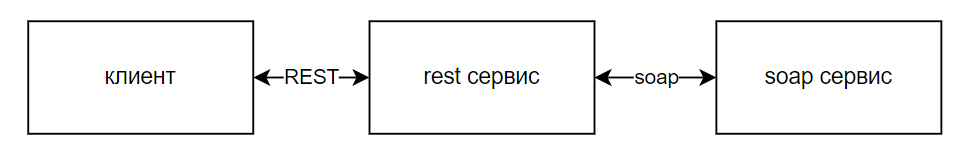 клиент
REST
rest сервис
soap
soap сервис